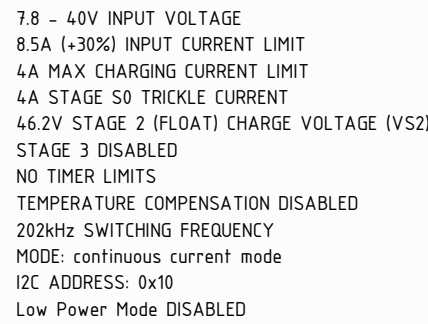 7.8 - 40V INPUT VOLTAGE
8.5A (+30%) INPUT CURRENT LIMIT
4A MAX CHARGING CURRENT LIMIT
4A STAGE S0 TRICKLE CURRENT
46.2V STAGE 2 (FLOAT) CHARGE VOLTAGE (VS2)
STAGE 3 DISABLED
NO TIMER LIMITS
TEMPERATURE COMPENSATION DISABLED
202kHz SWITCHING FREQUENCY
MODE: continuous current mode
I2C ADDRESS: 0x10
Low Power Mode DISABLED